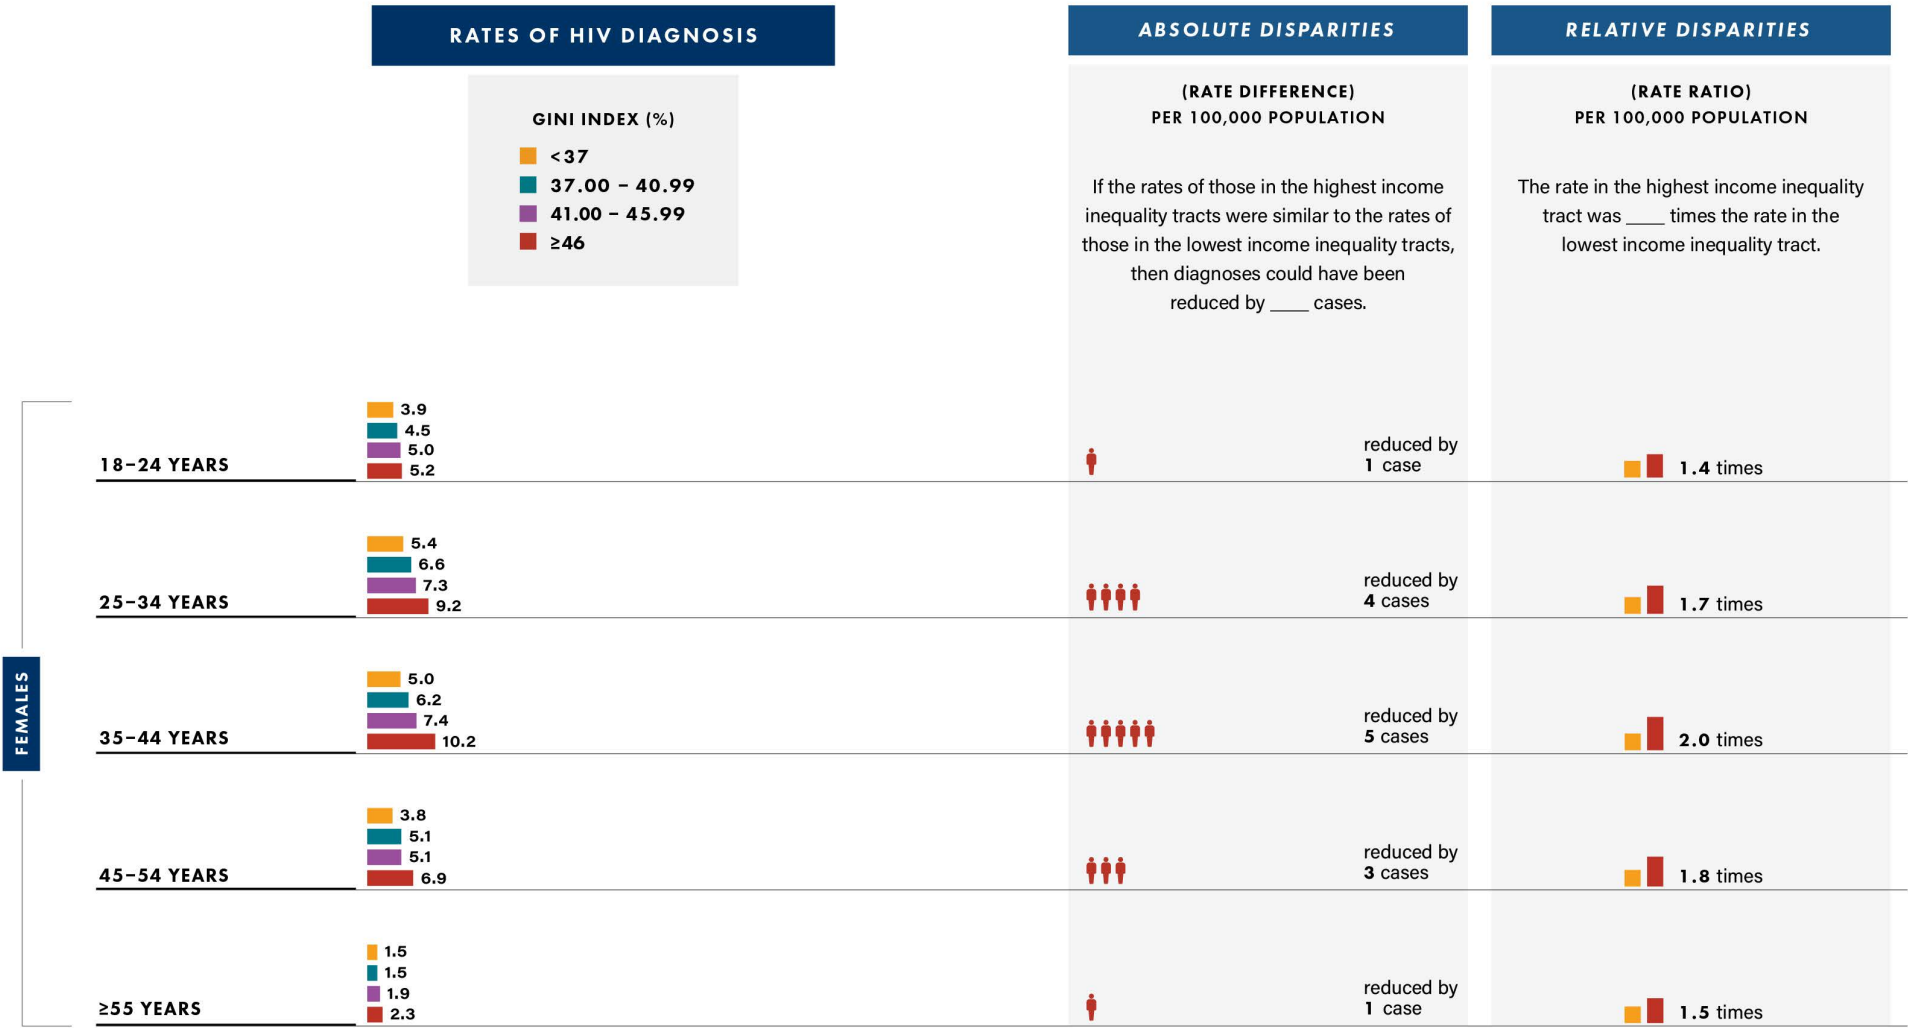 RATES OF HIV DIAGNOSIS
GINI INDEX (%)
<37
37.00 – 40.99
41.00 – 45.99
≥46
ABSOLUTE DISPARITIES
(RATE DIFFERENCE)
PER 100,000 POPULATION
If the rates of those in the highest income
inequality tracts were similar to the rates of
those in the lowest income inequality tracts,
then diagnoses could have been
reduced by ____ cases.
RELATIVE DISPARITIES
(RATE RATIO)
PER 100,000 POPULATION
The rate in the highest income inequality
tract was ____ times the rate in the
lowest income inequality tract.
FEMALES
18–24 YEARS
3.9
4.5
5.0
5.2
reduced by
1 case
1.4 times
25–34 YEARS
5.4
6.6
7.3
9.2
reduced by
4 cases
1.7 times
35–44 YEARS
5.0
6.2
7.4
10.2
reduced by
5 cases
2.0 times
45–54 YEARS
3.8
5.1
5.1
6.9
reduced by
3 cases
1.8 times
≥55 YEARS
1.5
1.5
1.9
2.3
reduced by
1 case
1.5 times